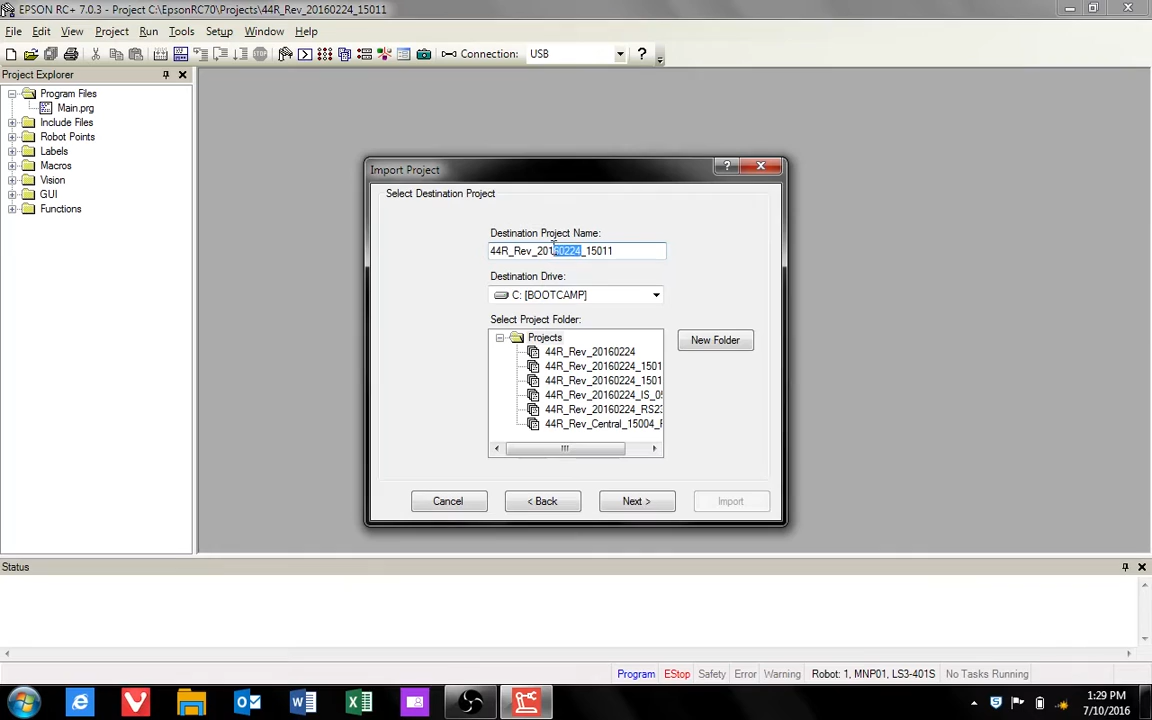 EPSON RC+ 7.0.3 - Project C:\EpsonRC70\Projects\44R_Rev_20160224_15011
File Edit View Project Run Tools Setup Window Help
Connection: USB
Project Explorer
Program Files
Main.prg
Include Files
Robot Points
Labels
Macros
Vision
GUI
Functions
Import Project
Select Destination Project
Destination Project Name:
44R_Rev_20160224_15011
Destination Drive:
C: [BOOTCAMP]
Select Project Folder:
Projects
New Folder
44R_Rev_20160224
44R_Rev_20160224_1501
44R_Rev_20160224_1501
44R_Rev_20160224_IS_05
44R_Rev_20160224_RS23
44R_Rev_Central_15004_F
Cancel < Back Next > Import
Status
Program EStop Safety Error Warning Robot: 1, MNP01, LS3-401S No Tasks Running
1:29 PM
7/10/2016